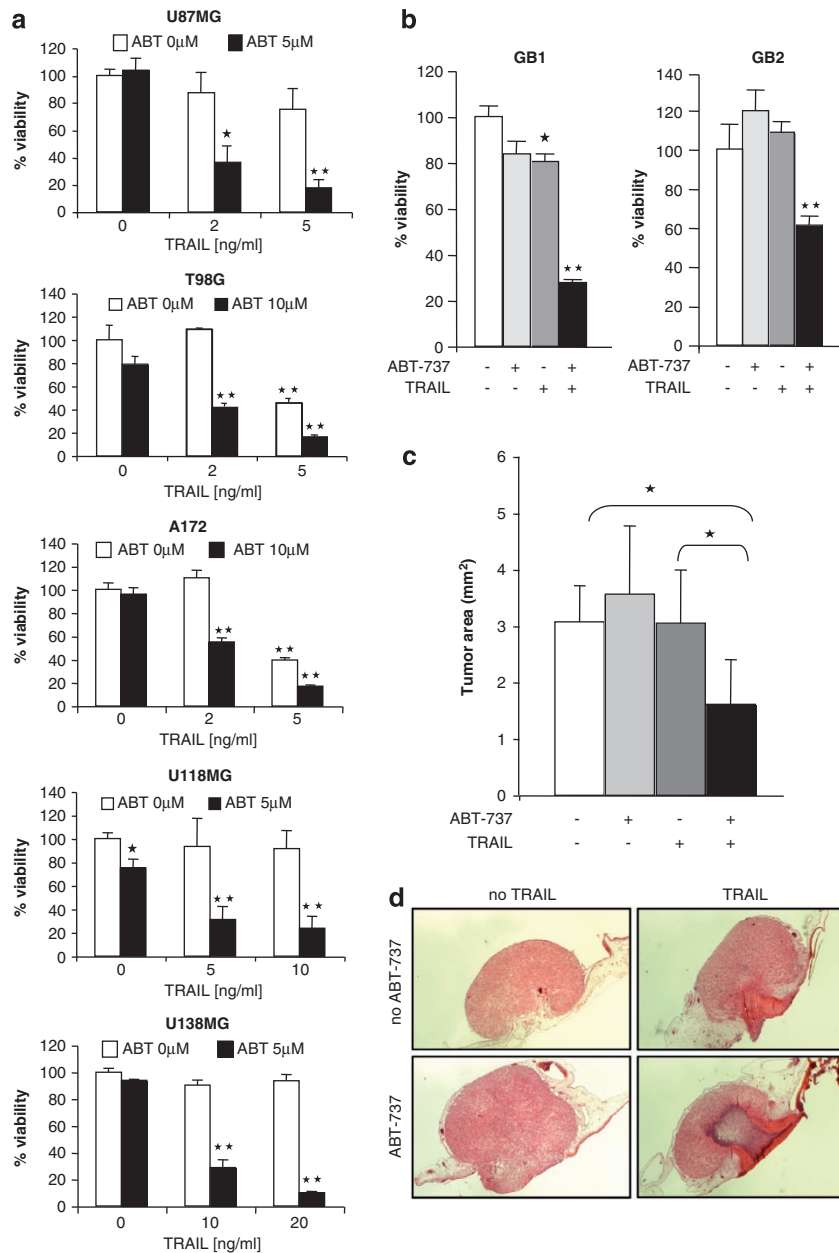 a
U87MG
ABT 0µM ABT 5µM
120
100
80
60
40
20
0
% viability
★
★★
0 2 5
TRAIL [ng/ml]
T98G
ABT 0µM ABT 10µM
140
120
100
80
60
40
20
0
% viability
★★
★★
★★
0 2 5
TRAIL [ng/ml]
A172
ABT 0µM ABT 10µM
140
120
100
80
60
40
20
0
% viability
★★
★★
★★
0 2 5
TRAIL [ng/ml]
U118MG
ABT 0µM ABT 5µM
140
120
100
80
60
40
20
0
% viability
★
★★
★★
0 5 10
TRAIL [ng/ml]
U138MG
ABT 0µM ABT 5µM
120
100
80
60
40
20
0
% viability
★★
★★
0 10 20
TRAIL [ng/ml]
b
GB1
120
100
80
60
40
20
0
% viability
★
★★
ABT-737 - + - +
TRAIL - - + +
GB2
140
120
100
80
60
40
20
0
% viability
★★
ABT-737 - + - +
TRAIL - - + +
c
6
5
4
3
2
1
0
Tumor area (mm²)
★
★
ABT-737 - + - +
TRAIL - - + +
d
no TRAIL TRAIL
no ABT-737
ABT-737